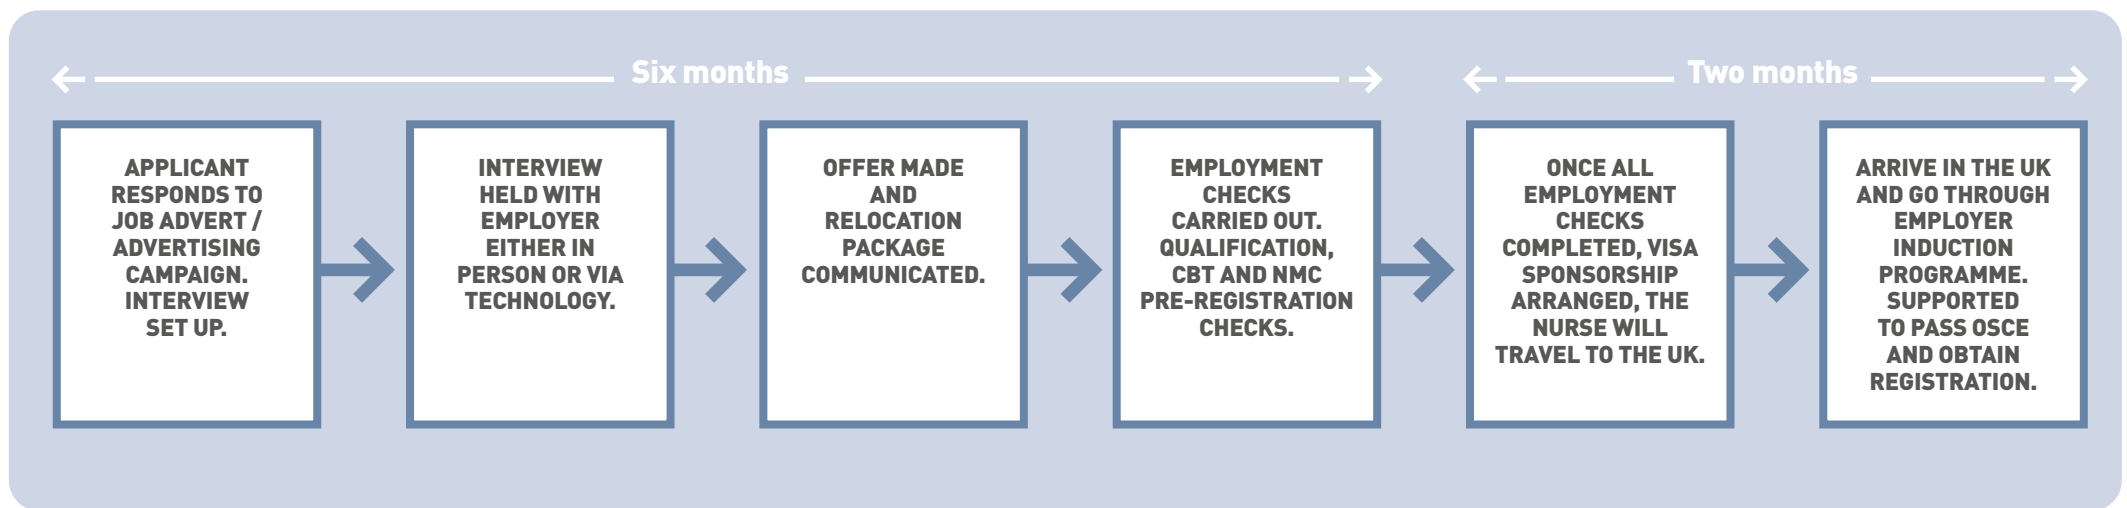 Six months
Two months
APPLICANT
RESPONDS TO
JOB ADVERT /
ADVERTISING
CAMPAIGN.
INTERVIEW
SET UP.
INTERVIEW
HELD WITH
EMPLOYER
EITHER IN
PERSON OR VIA
TECHNOLOGY.
OFFER MADE
AND
RELOCATION
PACKAGE
COMMUNICATED.
EMPLOYMENT
CHECKS
CARRIED OUT.
QUALIFICATION,
CBT AND NMC
PRE-REGISTRATION
CHECKS.
ONCE ALL
EMPLOYMENT
CHECKS
COMPLETED, VISA
SPONSORSHIP
ARRANGED, THE
NURSE WILL
TRAVEL TO THE UK.
ARRIVE IN THE UK
AND GO THROUGH
EMPLOYER
INDUCTION
PROGRAMME.
SUPPORTED
TO PASS OSCE
AND OBTAIN
REGISTRATION.